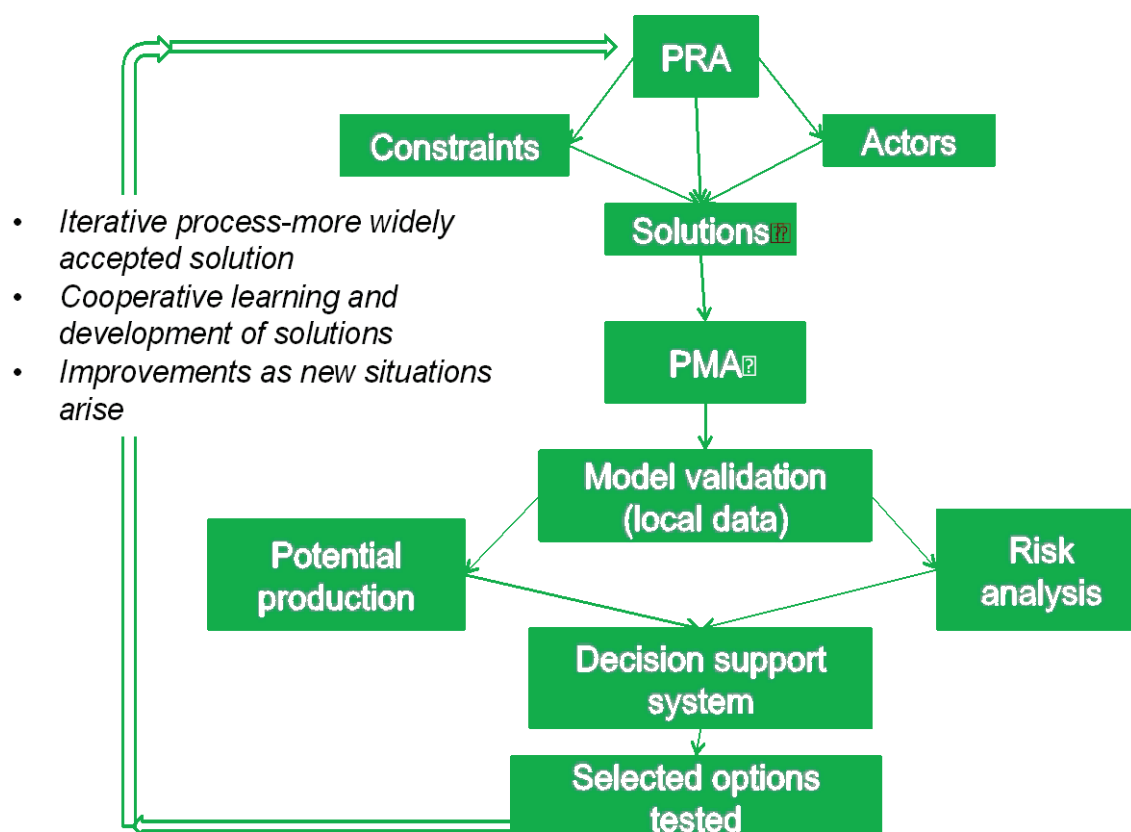 PRA
Constraints
Actors
Solutions
• Iterative process-more widely
accepted solution
• Cooperative learning and
development of solutions
• Improvements as new situations
arise
PMA
Model validation
(local data)
Potential
production
Risk
analysis
Decision support
system
Selected options
tested